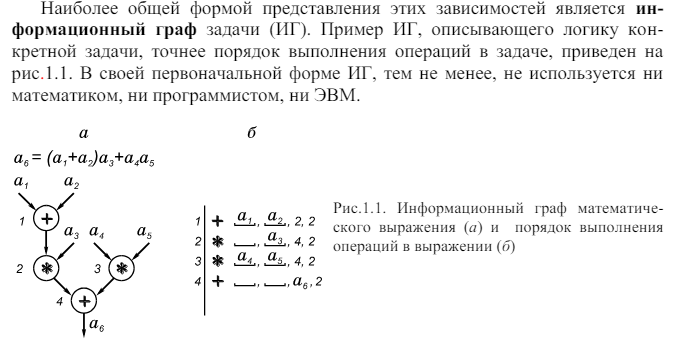 Наиболее общей формой представления этих зависимостей является ин-
формационный граф задачи (ИГ). Пример ИГ, описывающего логику кон-
кретной задачи, точнее порядок выполнения операций в задаче, приведен на
рис.1.1. В своей первоначальной форме ИГ, тем не менее, не используется ни
математиком, ни программистом, ни ЭВМ.
а
a₆= (a₁+a₂)a₃+a₄a₅
a₁ a₂
1 +
a₃ a₄ a₅
2 * 3 *
4 +
a₆
б
1 + a₁, a₂, 2, 2
2 * __, a₃, 4, 2
3 * a₄, a₅, 4, 2
4 + __, __, a₆, 2
Рис.1.1. Информационный граф математиче-
ского выражения (а) и порядок выполнения
операций в выражении (б)